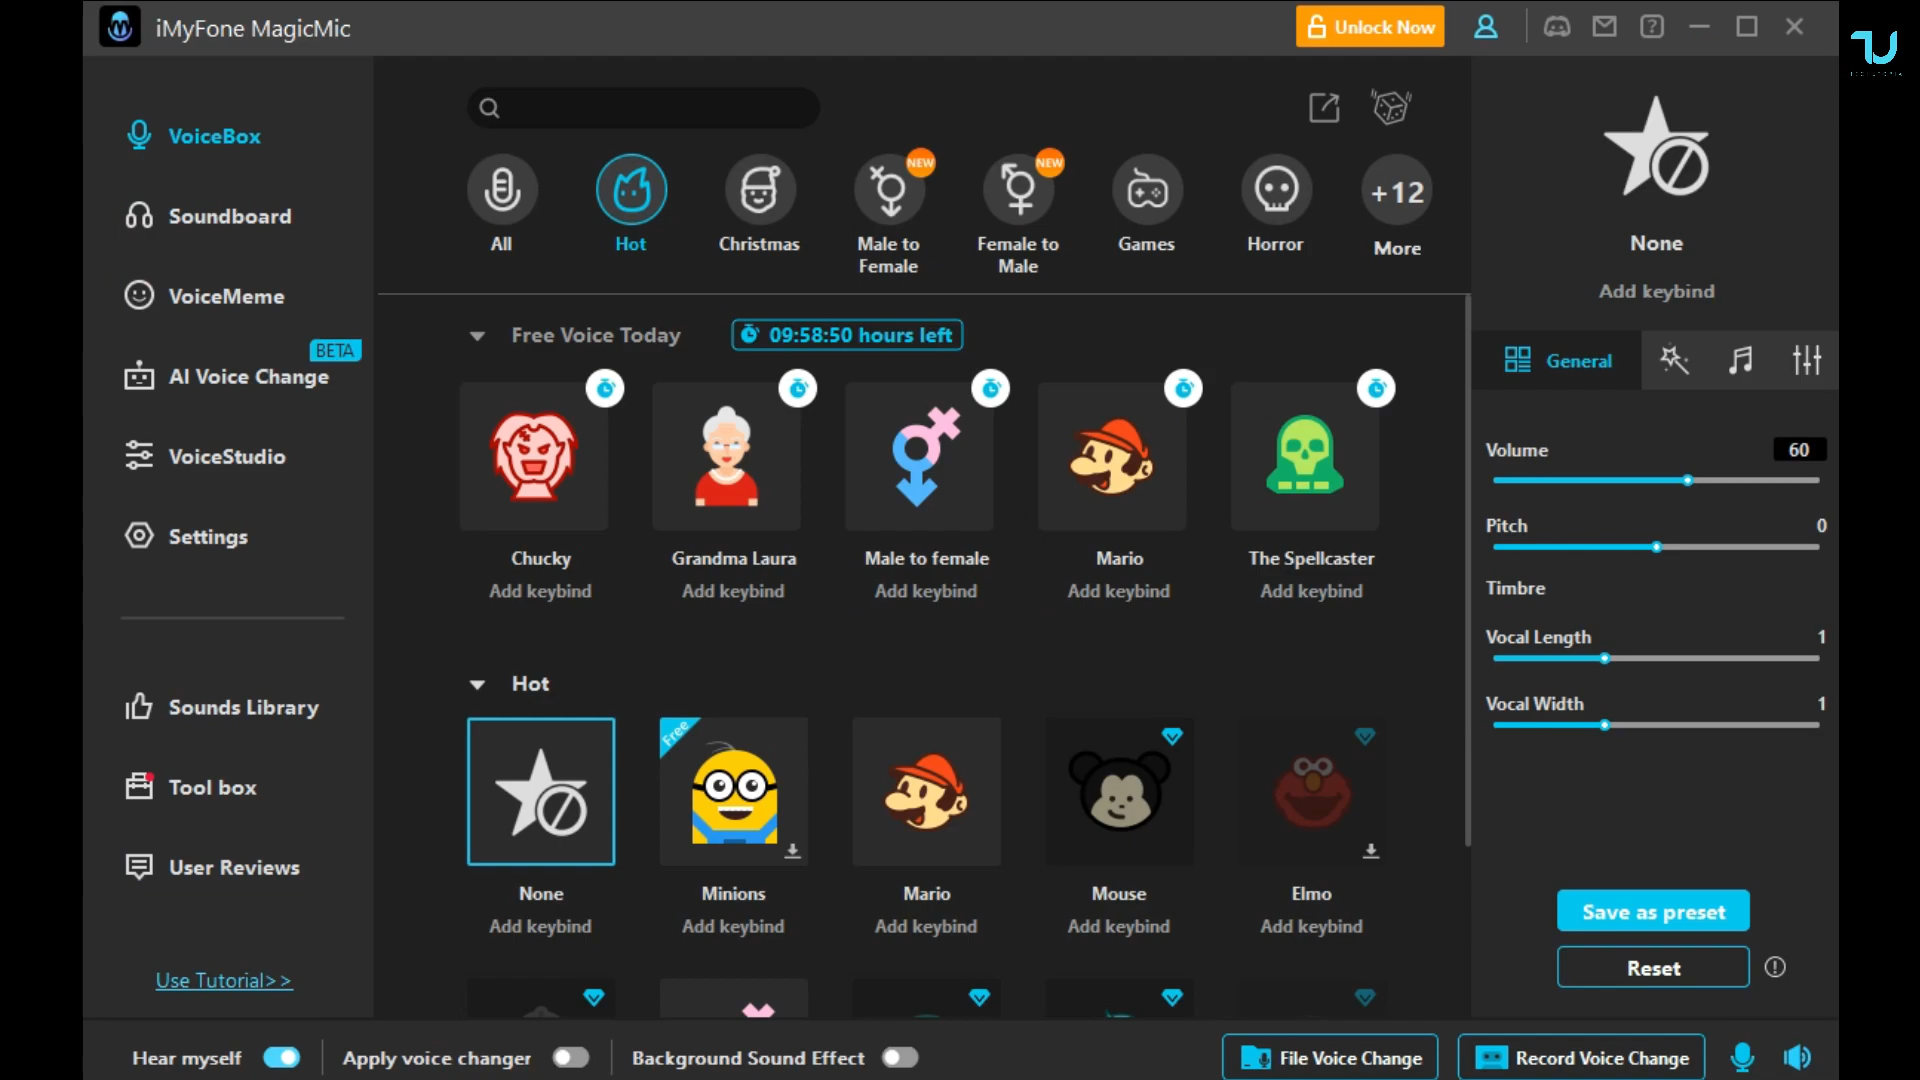 iMyFone MagicMic
Unlock Now
VoiceBox
Soundboard
VoiceMeme
BETA
AI Voice Change
VoiceStudio
Settings
Sounds Library
Tool box
User Reviews
Use Tutorial>>
NEW
NEW
All
Hot
Christmas
Male to
Female
Female to
Male
Games
Horror
+12
More
Free Voice Today
09:58:50 hours left
Chucky
Grandma Laura
Male to female
Mario
The Spellcaster
Add keybind
Add keybind
Add keybind
Add keybind
Add keybind
Hot
Free
None
Minions
Mario
Mouse
Elmo
Add keybind
Add keybind
Add keybind
Add keybind
Add keybind
None
Add keybind
General
Volume
60
Pitch
0
Timbre
Vocal Length
1
Vocal Width
1
Save as preset
Reset
Hear myself
Apply voice changer
Background Sound Effect
File Voice Change
Record Voice Change